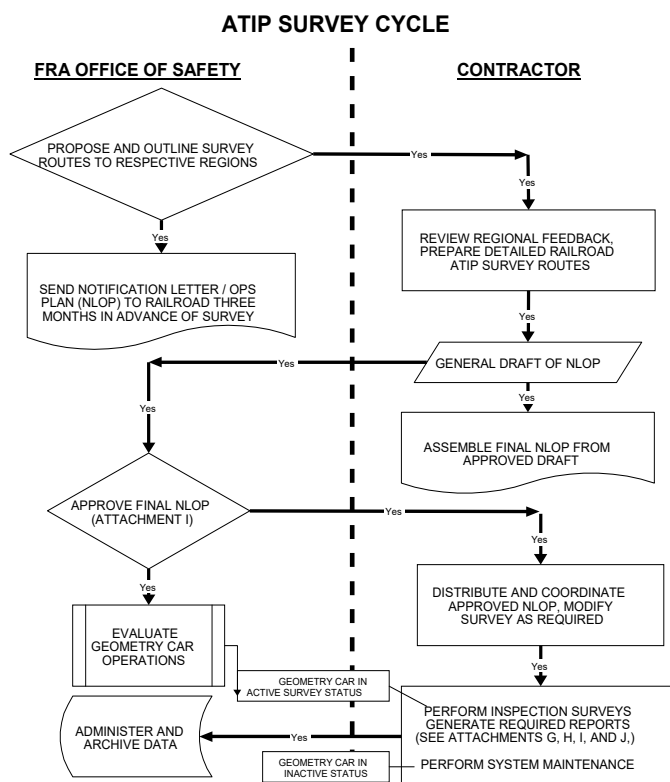 ATIP SURVEY CYCLE
FRA OFFICE OF SAFETY
CONTRACTOR
PROPOSE AND OUTLINE SURVEY
ROUTES TO RESPECTIVE REGIONS
Yes
Yes
Yes
SEND NOTIFICATION LETTER / OPS
PLAN (NLOP) TO RAILROAD THREE
MONTHS IN ADVANCE OF SURVEY
REVIEW REGIONAL FEEDBACK,
PREPARE DETAILED RAILROAD
ATIP SURVEY ROUTES
Yes
GENERAL DRAFT OF NLOP
Yes
Yes
Yes
ASSEMBLE FINAL NLOP FROM
APPROVED DRAFT
APPROVE FINAL NLOP
(ATTACHMENT I)
Yes
Yes
Yes
DISTRIBUTE AND COORDINATE
APPROVED NLOP, MODIFY
SURVEY AS REQUIRED
EVALUATE
GEOMETRY CAR
OPERATIONS
Yes
GEOMETRY CAR IN
ACTIVE SURVEY STATUS
PERFORM INSPECTION SURVEYS
GENERATE REQUIRED REPORTS
(SEE ATTACHMENTS G, H, I, AND J,)
Yes
ADMINISTER AND
ARCHIVE DATA
GEOMETRY CAR IN
INACTIVE STATUS
PERFORM SYSTEM MAINTENANCE